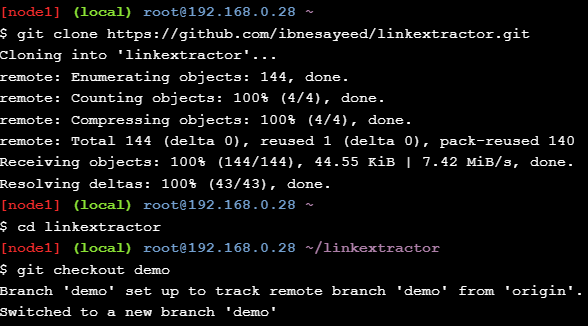 [node1] (local) root@192.168.0.28 ~
$ git clone https://github.com/ibnesayeed/linkextractor.git
Cloning into 'linkextractor'...
remote: Enumerating objects: 144, done.
remote: Counting objects: 100% (4/4), done.
remote: Compressing objects: 100% (4/4), done.
remote: Total 144 (delta 0), reused 1 (delta 0), pack-reused 140
Receiving objects: 100% (144/144), 44.55 KiB | 7.42 MiB/s, done.
Resolving deltas: 100% (43/43), done.
[node1] (local) root@192.168.0.28 ~
$ cd linkextractor
[node1] (local) root@192.168.0.28 ~/linkextractor
$ git checkout demo
Branch 'demo' set up to track remote branch 'demo' from 'origin'.
Switched to a new branch 'demo'